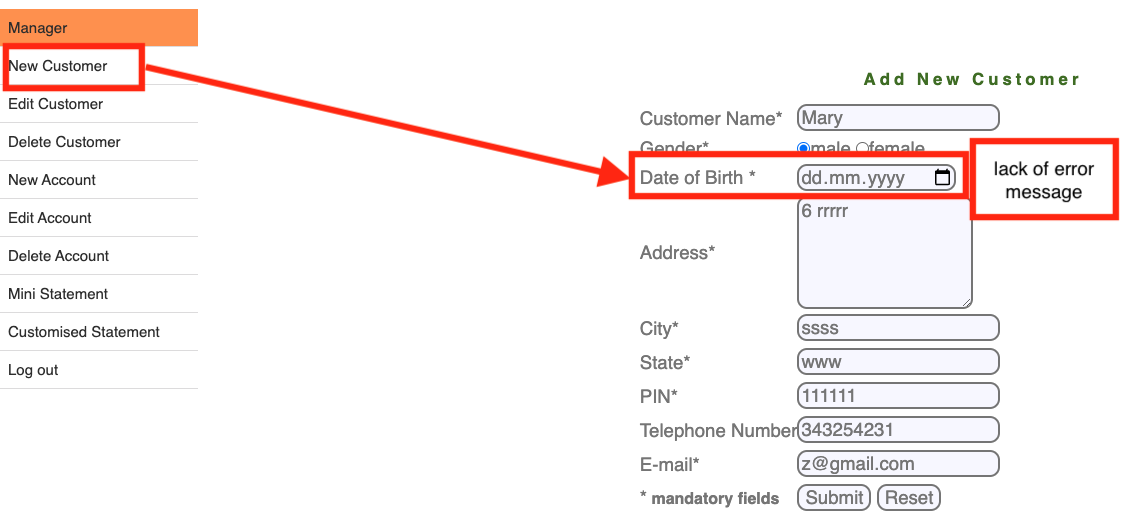 Manager
New Customer
Edit Customer
Delete Customer
New Account
Edit Account
Delete Account
Mini Statement
Customised Statement
Log out
Add New Customer
Customer Name* Mary
Gender* male female
Date of Birth * dd.mm.yyyy
lack of error
message
Address* 6 rrrrr
City* ssss
State* www
PIN* 111111
Telephone Number 343254231
E-mail* z@gmail.com
* mandatory fields Submit Reset